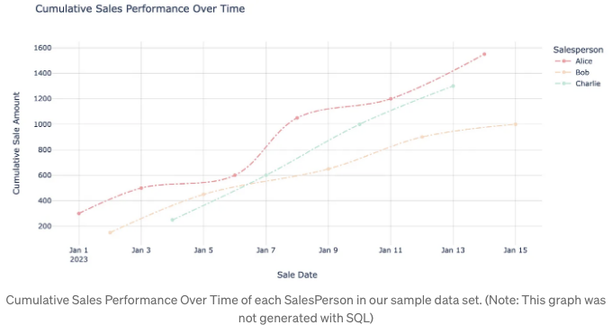 Cumulative Sales Performance Over Time
Salesperson
Alice
Bob
Charlie
Cumulative Sale Amount
1600
1400
1200
1000
800
600
400
200
Jan 1 Jan 3 Jan 5 Jan 7 Jan 9 Jan 11 Jan 13 Jan 15
2023
Sale Date
Cumulative Sales Performance Over Time of each SalesPerson in our sample data set. (Note: This graph was
not generated with SQL)